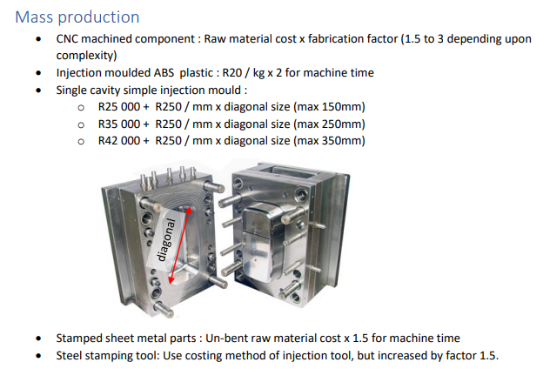 Mass production
• CNC machined component : Raw material cost x fabrication factor (1.5 to 3 depending upon
complexity)
• Injection moulded ABS plastic : R20 / kg x 2 for machine time
• Single cavity simple injection mould :
o R25 000 + R250 / mm x diagonal size (max 150mm)
o R35 000 + R250 / mm x diagonal size (max 250mm)
o R42 000 + R250 / mm x diagonal size (max 350mm)
diagonal
• Stamped sheet metal parts : Un-bent raw material cost x 1.5 for machine time
• Steel stamping tool: Use costing method of injection tool, but increased by factor 1.5.